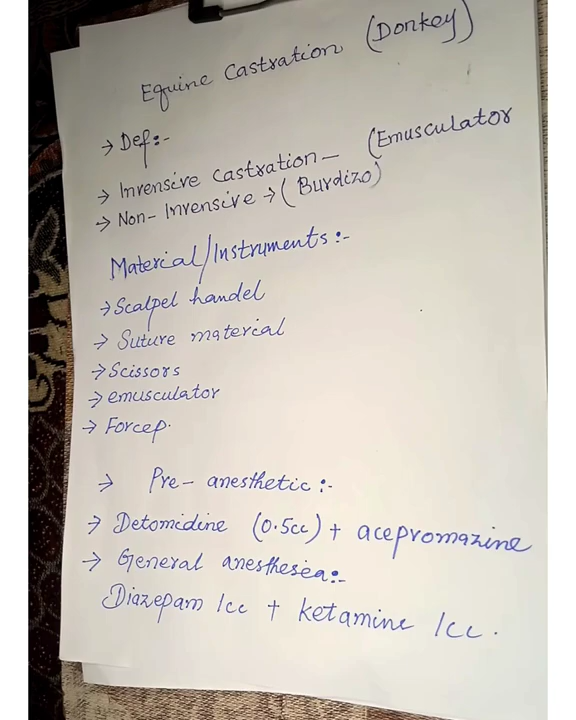 Equine Castration (Donkey)
→ Def:-
→ Invensive Castration – (Emusculator
→ Non- Invensive → (Burdizo)
Material/Instruments:-
→ Scalpel handel
→ Suture material
→ Scissors
→ emusculator
→ Forcep.
→ Pre- anesthetic:-
→ Detomidine (0.5cc) + acepromazine
→ General anesthesea:-
Diazepam 1cc + ketamine 1cc.